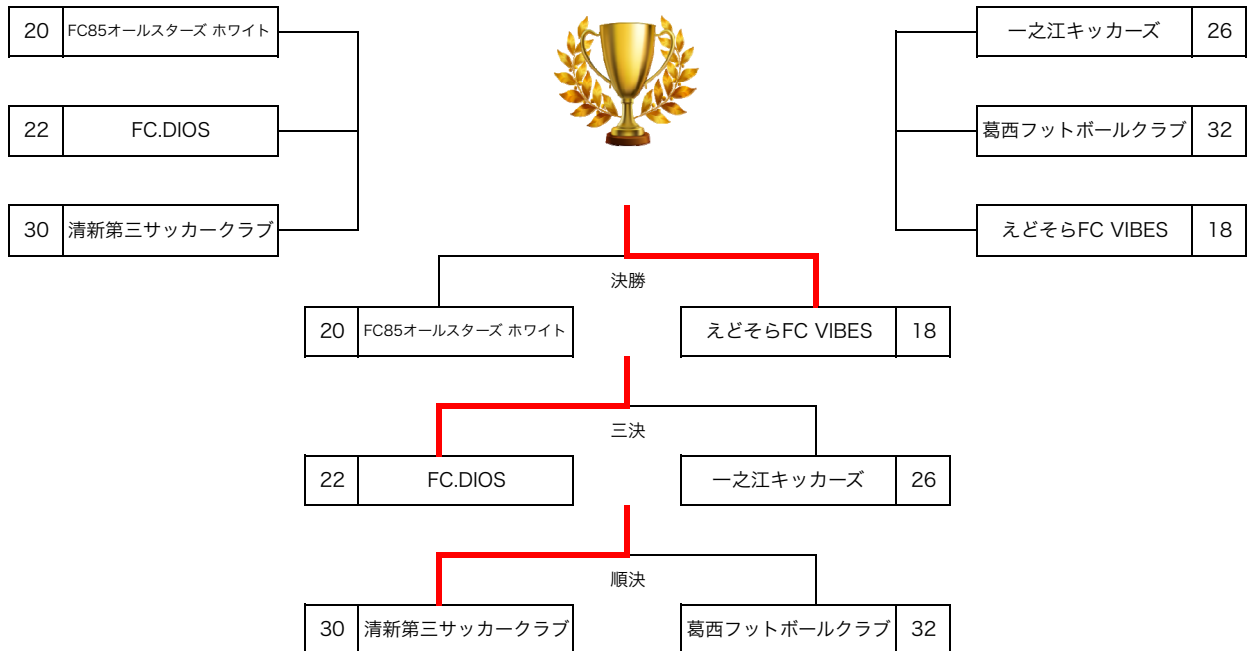 20 FC85オールスターズ ホワイト
一之江キッカーズ 26
22 FC.DIOS
葛西フットボールクラブ 32
30 清新第三サッカークラブ
えどそらFC VIBES 18
決勝
20 FC85オールスターズ ホワイト
えどそらFC VIBES 18
三決
22 FC.DIOS
一之江キッカーズ 26
順決
30 清新第三サッカークラブ
葛西フットボールクラブ 32